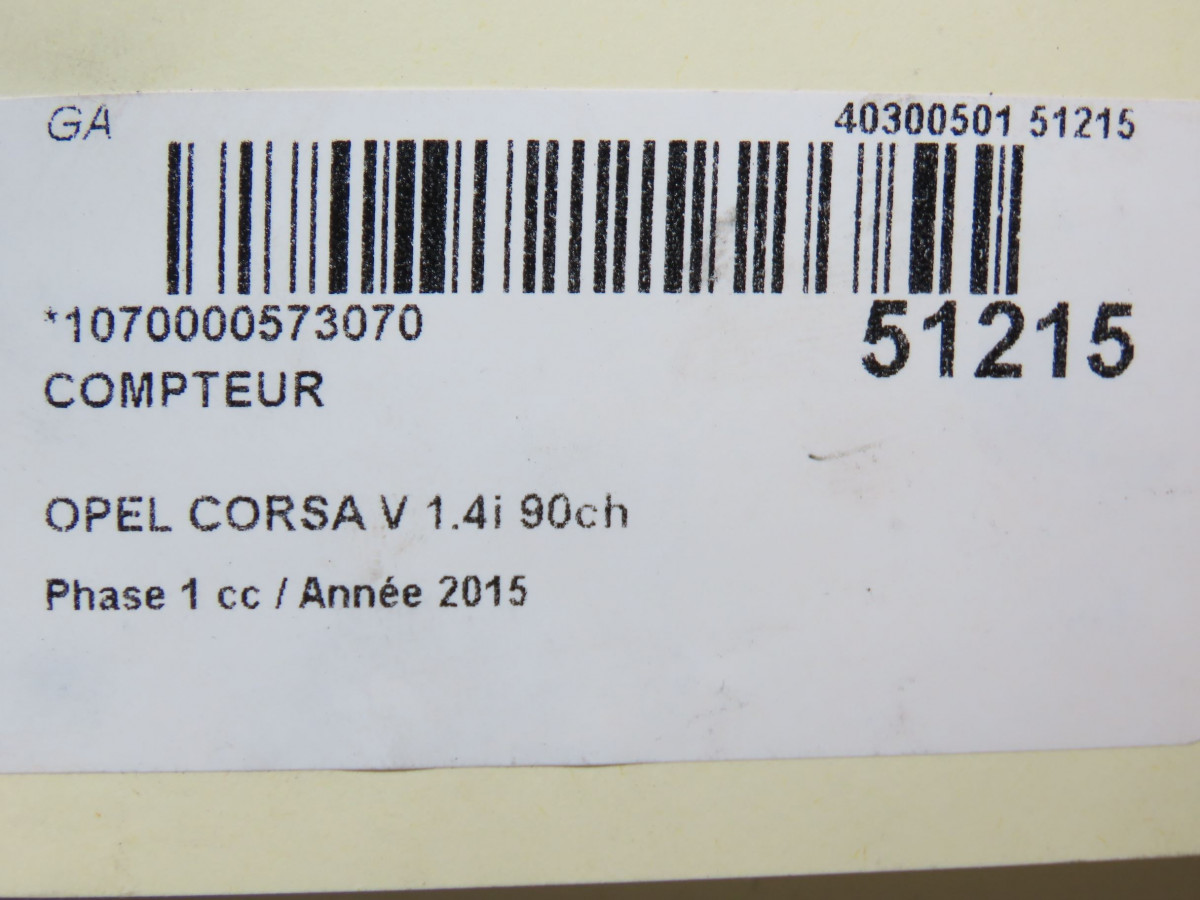 GA
40300501 51215
*1070000573070
51215
COMPTEUR
OPEL CORSA V 1.4i 90ch
Phase 1 cc / Année 2015